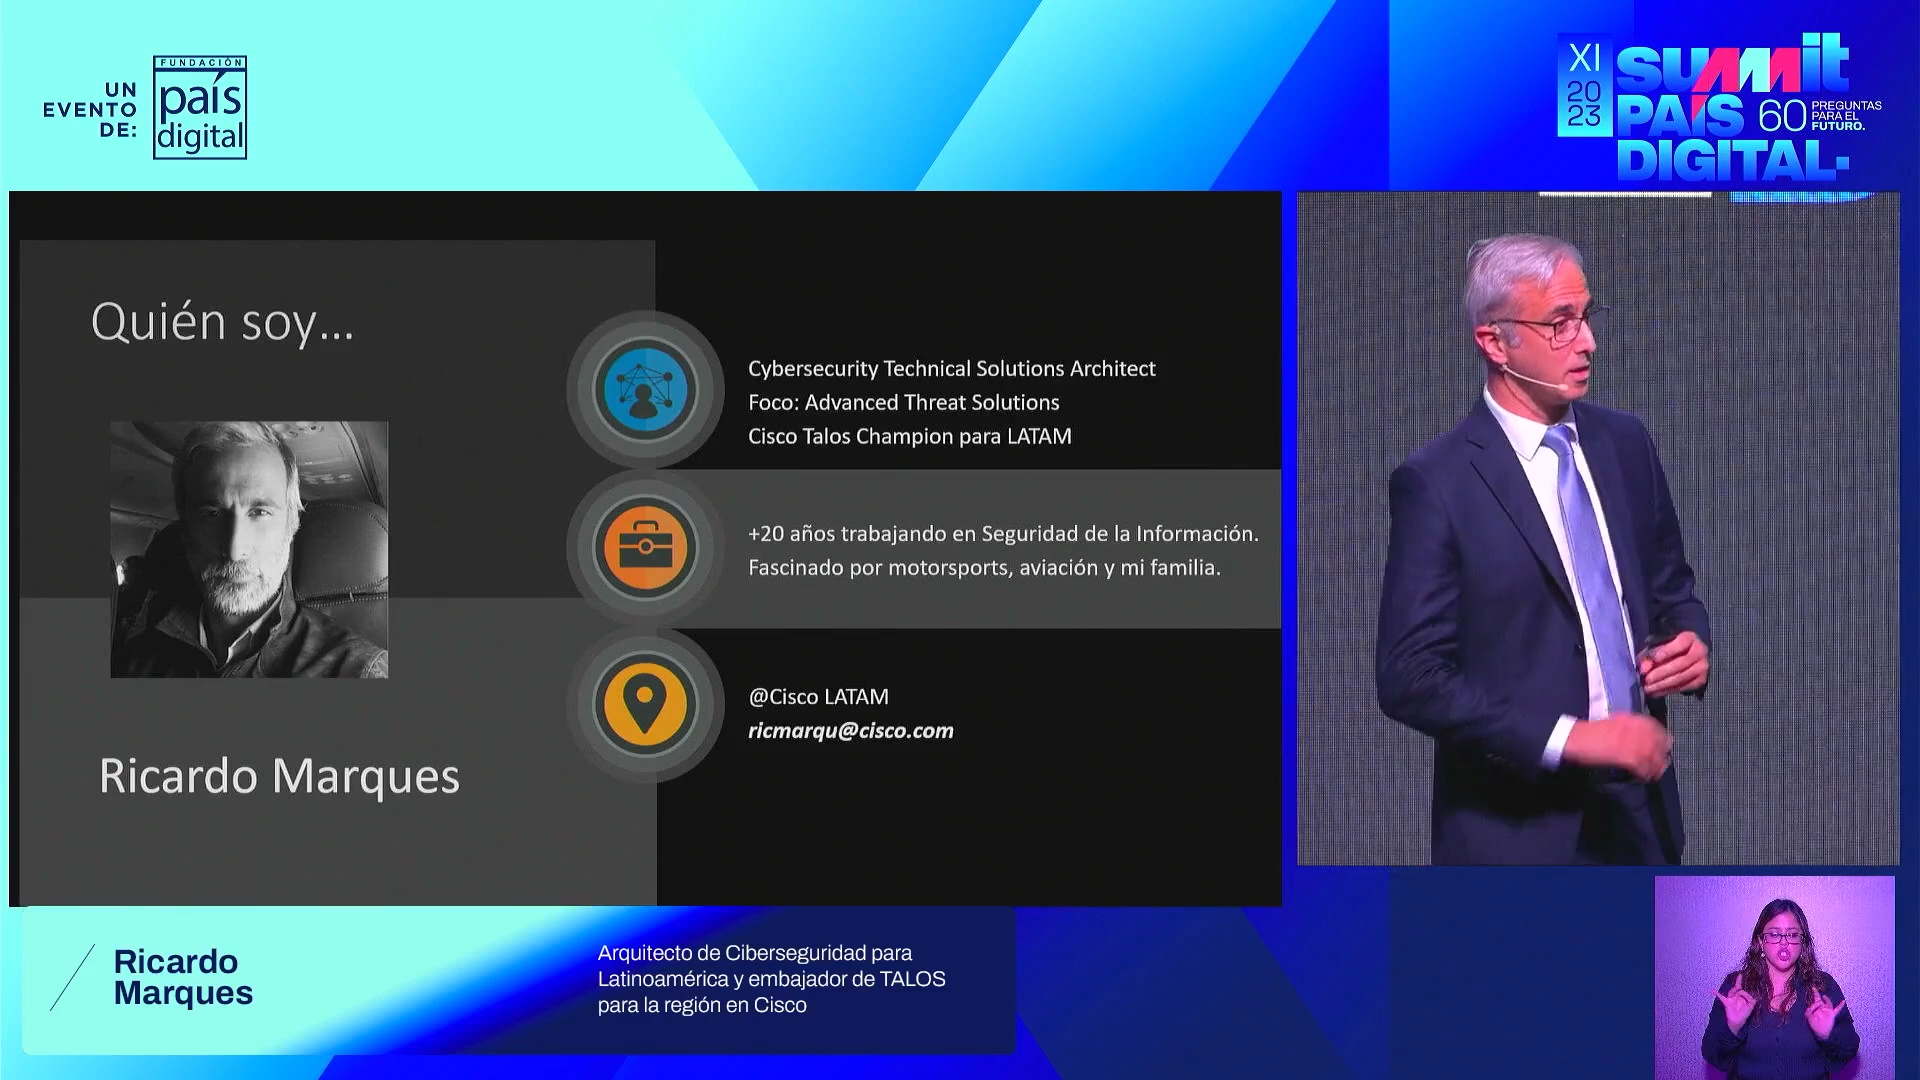 UN
EVENTO
DE:
FUNDACIÓN
país
digital
XI
2023
SUMMIT
PAÍS
DIGITAL
60
PREGUNTAS
PARA EL
FUTURO.
Quién soy...
Ricardo Marques
Cybersecurity Technical Solutions Architect
Foco: Advanced Threat Solutions
Cisco Talos Champion para LATAM
+20 años trabajando en Seguridad de la Información.
Fascinado por motorsports, aviación y mi familia.
@Cisco LATAM
ricmarqu@cisco.com
Ricardo
Marques
Arquitecto de Ciberseguridad para
Latinoamérica y embajador de TALOS
para la región en Cisco